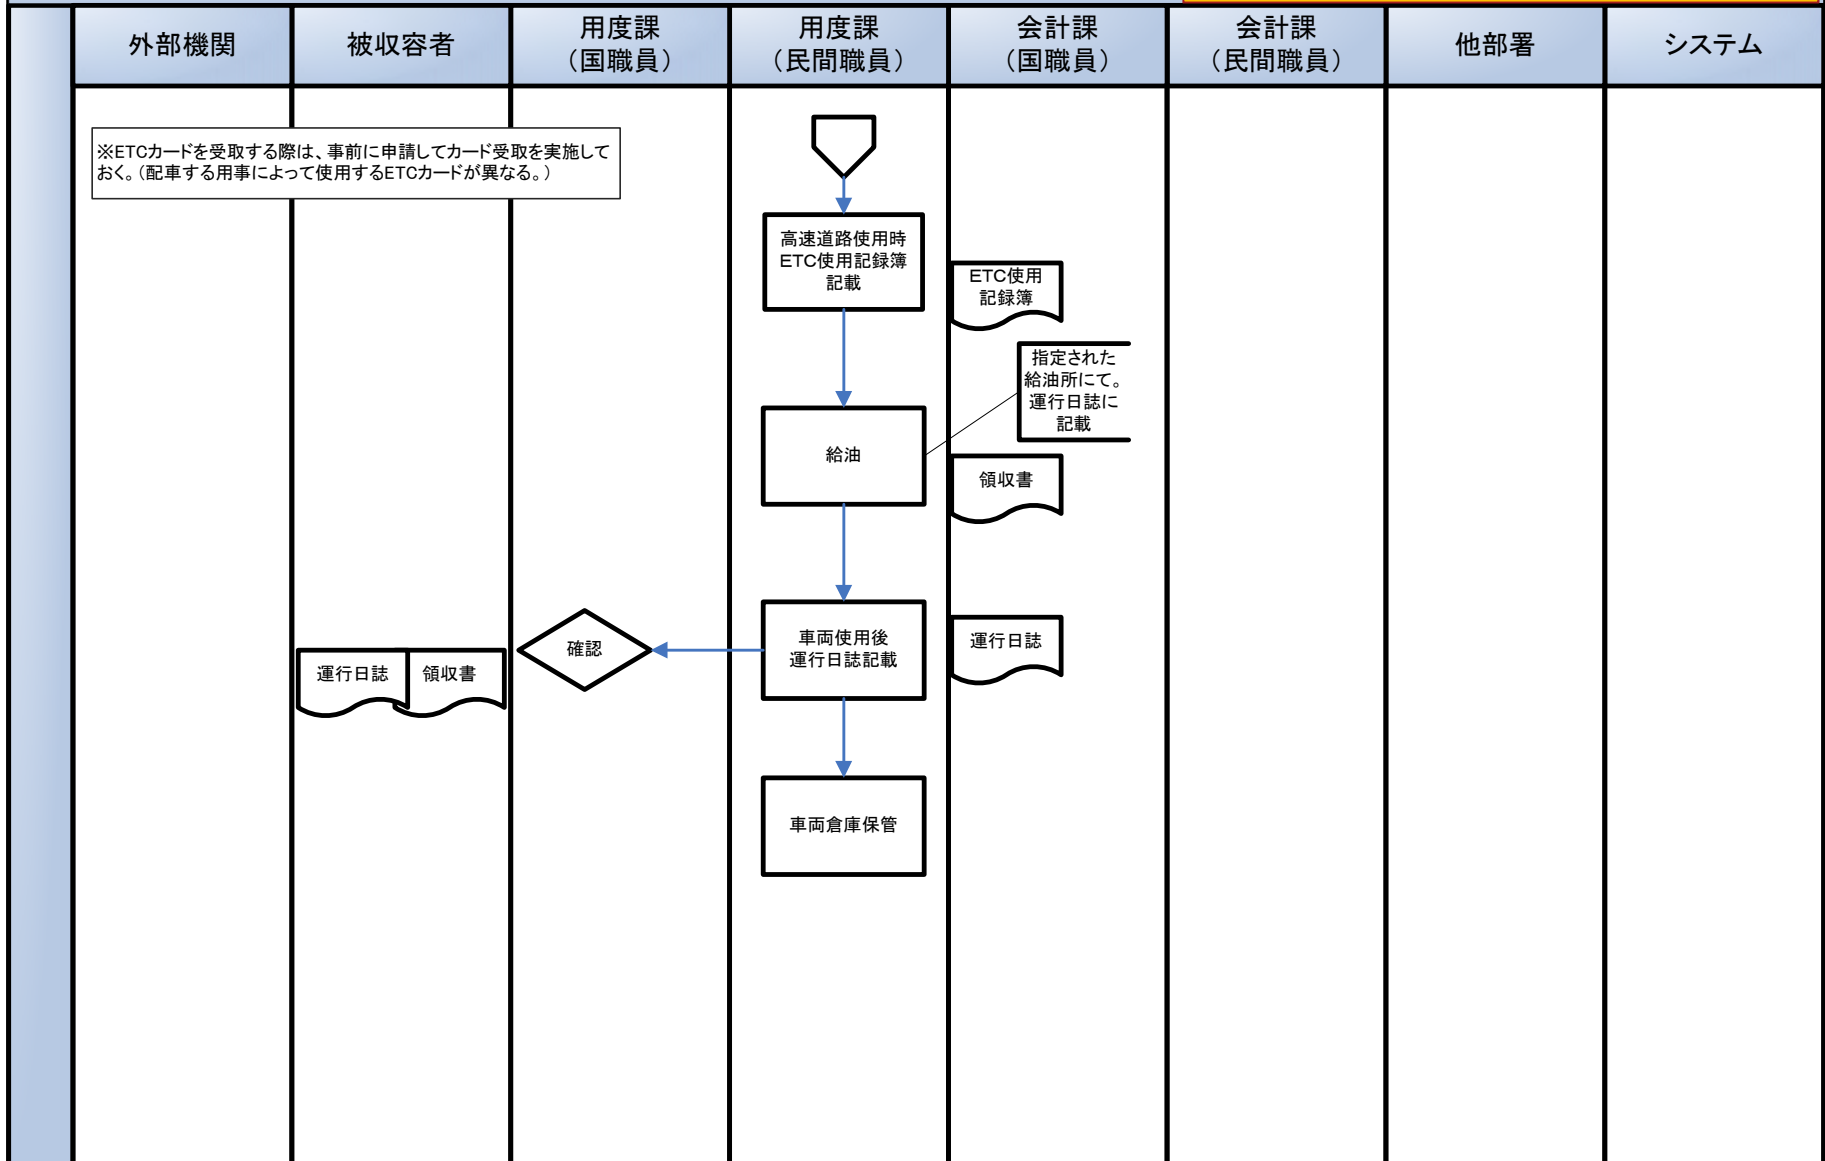 外部機関
被収容者
用度課
（国職員）
用度課
（民間職員）
会計課
（国職員）
会計課
（民間職員）
他部署
システム
※ETCカードを受取する際は、事前に申請してカード受取を実施して
おく。（配車する用事によって使用するETCカードが異なる。）
高速道路使用時
ETC使用記録簿
記載
ETC使用
記録簿
指定された
給油所にて。
運行日誌に
記載
給油
領収書
車両使用後
運行日誌記載
運行日誌
確認
運行日誌
領収書
車両倉庫保管